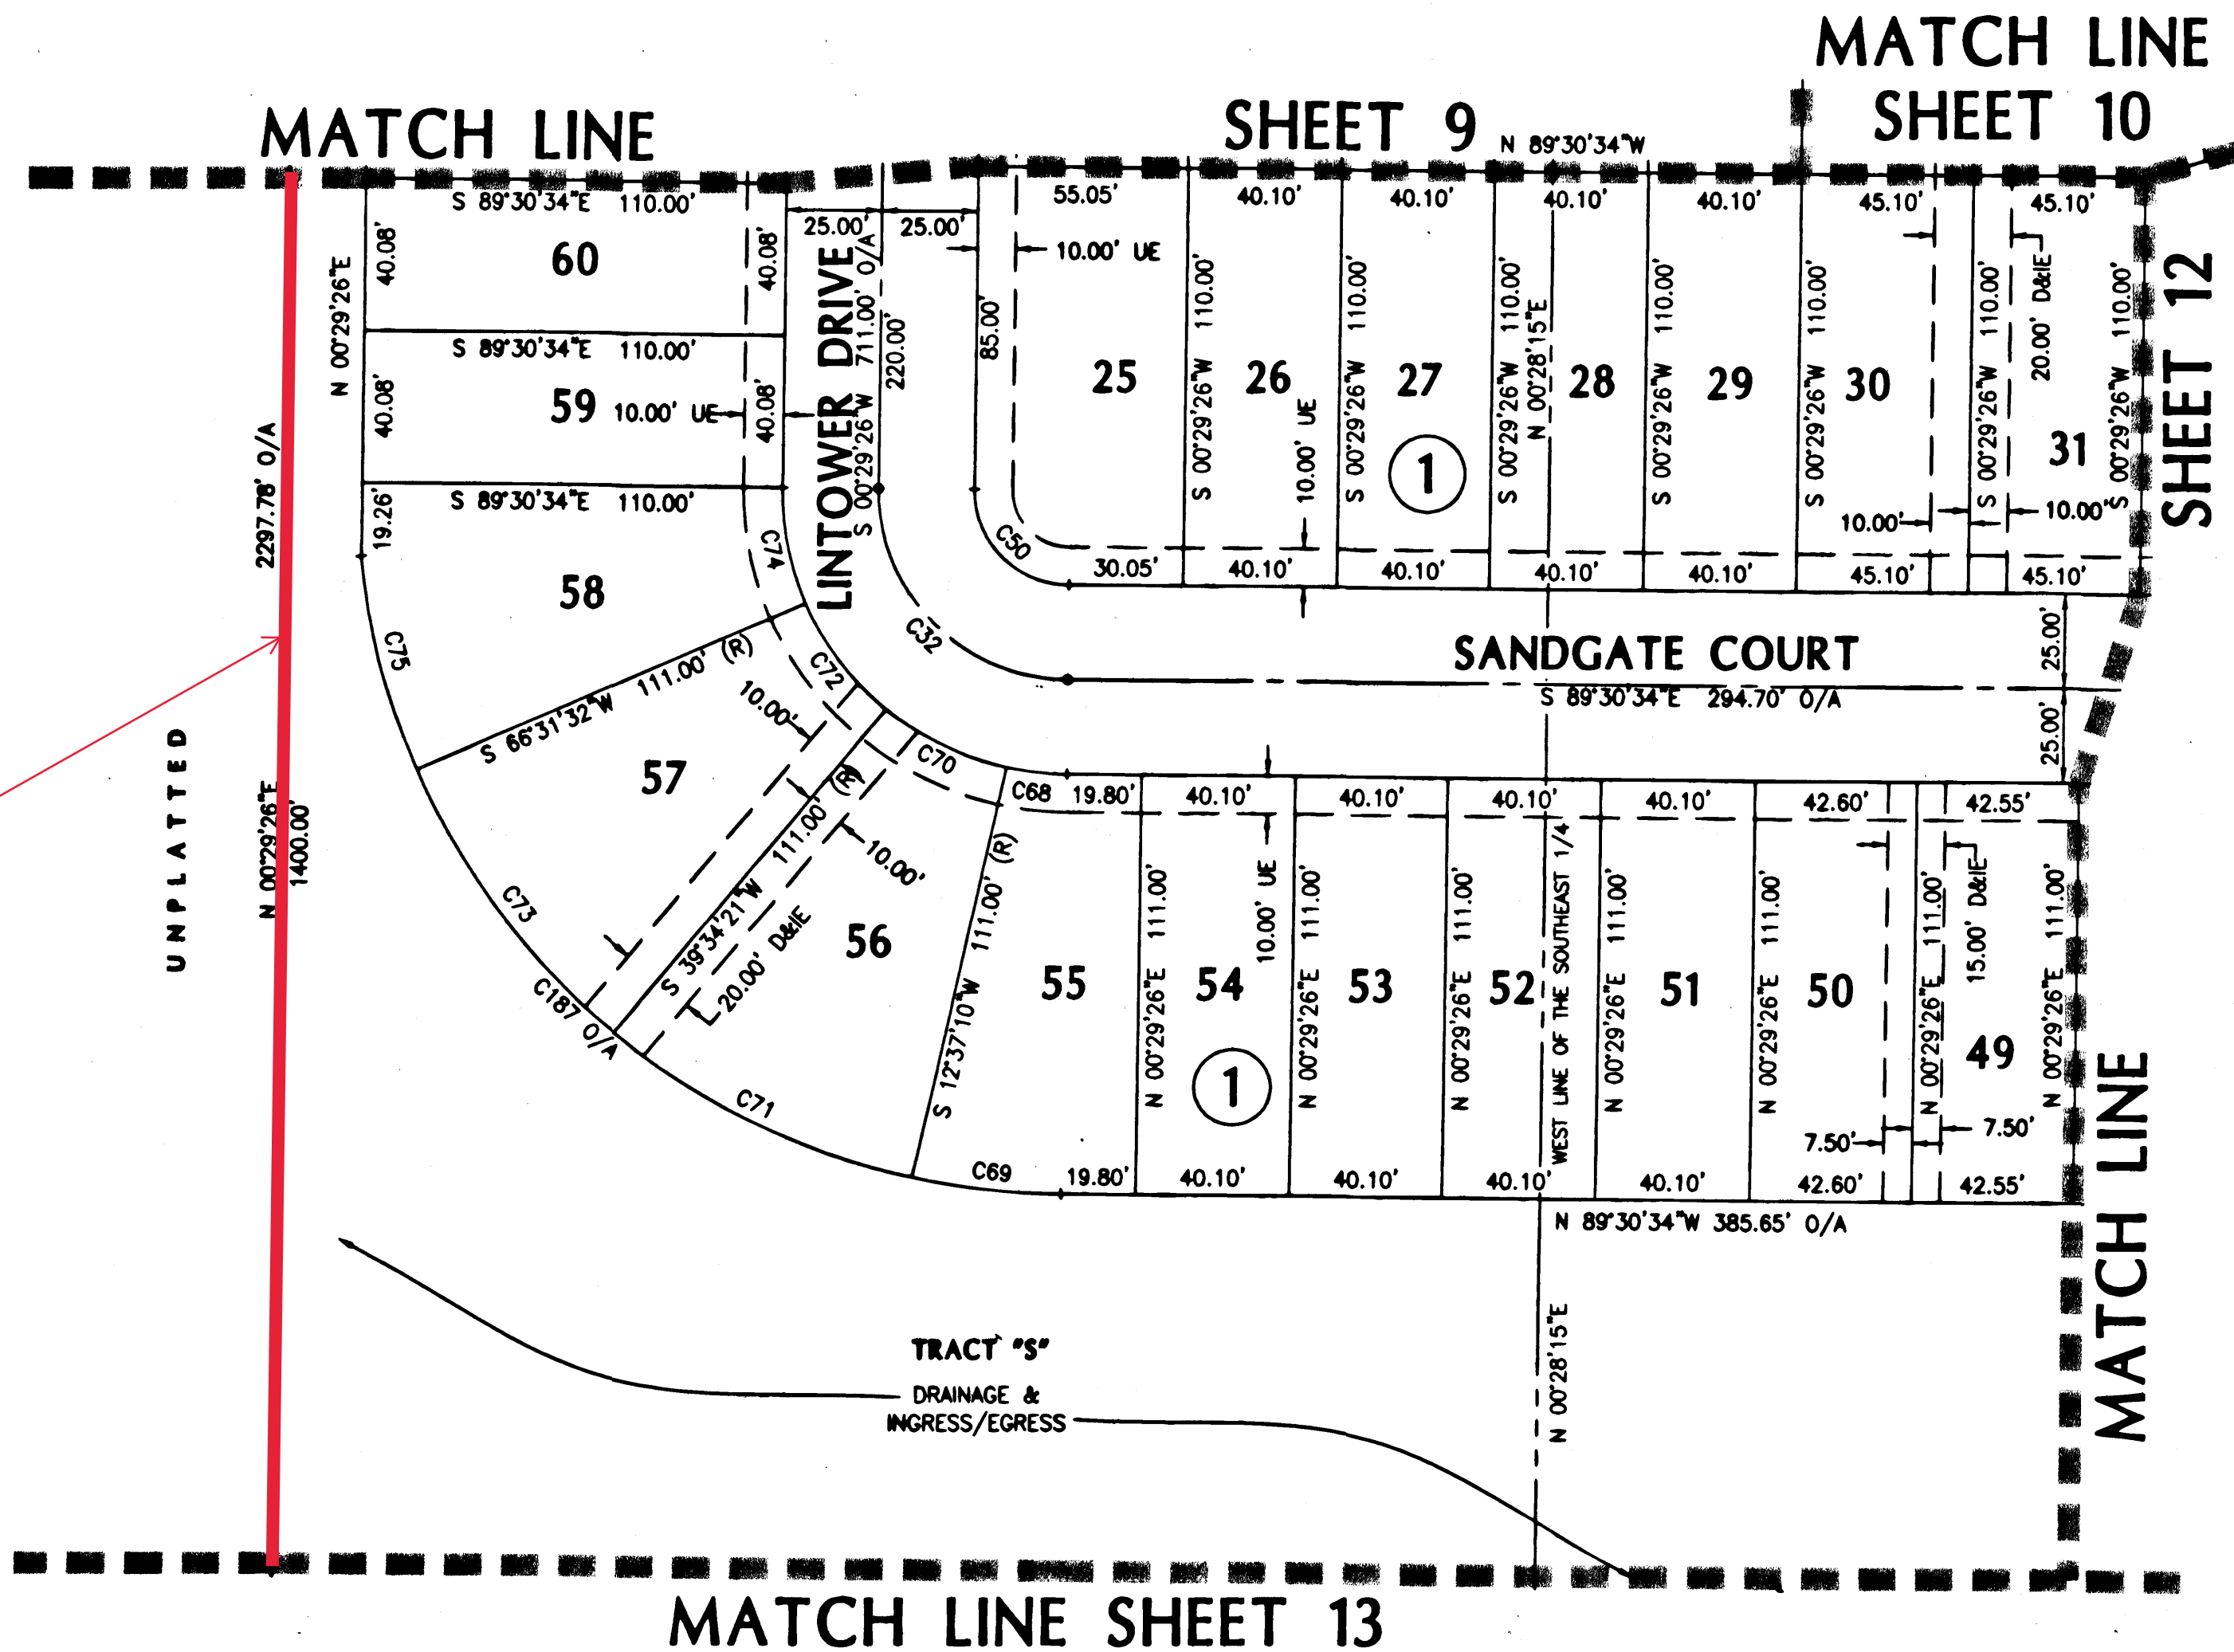 MATCH LINE
SHEET 10
MATCH LINE
SHEET 9
N 89°30'34"W
S 89°30'34"E 110.00'
25.00'
25.00'
55.05'
40.10'
40.10'
40.10'
40.10'
45.10'
45.10'
N 00°29'26"E
40.08'
60
40.08'
10.00' UE
S 89°30'34"E 110.00'
40.08'
59
10.00' UE
40.08'
S 89°30'34"E 110.00'
LINTOWER DRIVE
S 00°29'26"W 711.00' O/A
220.00'
85.00'
25
S 00°29'26"W 110.00'
26
10.00' UE
S 00°29'26"W 110.00'
27
1
S 00°29'26"W 110.00'
N 00°28'15"E
28
S 00°29'26"W 110.00'
29
S 00°29'26"W 110.00'
30
S 00°29'26"W 110.00'
20.00' D&IE
31
S 00°29'26"W 110.00'
SHEET 12
10.00'
10.00'
2297.78' O/A
19.26'
58
C74
C50
30.05'
40.10'
40.10'
40.10'
40.10'
45.10'
45.10'
C75
C32
SANDGATE COURT
S 89°30'34"E 294.70' O/A
25.00'
25.00'
S 66°31'32"W 111.00' (R)
C72
10.00'
UNPLATTED
N 00°29'26"E
1400.00'
57
C70
C68
19.80'
40.10'
40.10'
40.10'
40.10'
42.60'
42.55'
C73
S 39°34'21"W 111.00' (R)
10.00'
20.00' D&IE
56
S 12°37'10"W 111.00' (R)
55
N 00°29'26"E 111.00'
54
10.00' UE
1
N 00°29'26"E 111.00'
53
N 00°29'26"E 111.00'
52
WEST LINE OF THE SOUTHEAST 1/4
N 00°29'26"E 111.00'
51
N 00°29'26"E 111.00'
50
N 00°29'26"E 111.00'
15.00' D&IE
49
N 00°29'26"E 111.00'
7.50'
7.50'
C187 O/A
C71
C69
19.80'
40.10'
40.10'
40.10'
40.10'
42.60'
42.55'
N 89°30'34"W 385.65' O/A
MATCH LINE
N 00°28'15"E
TRACT "S"
DRAINAGE &
INGRESS/EGRESS
MATCH LINE SHEET 13